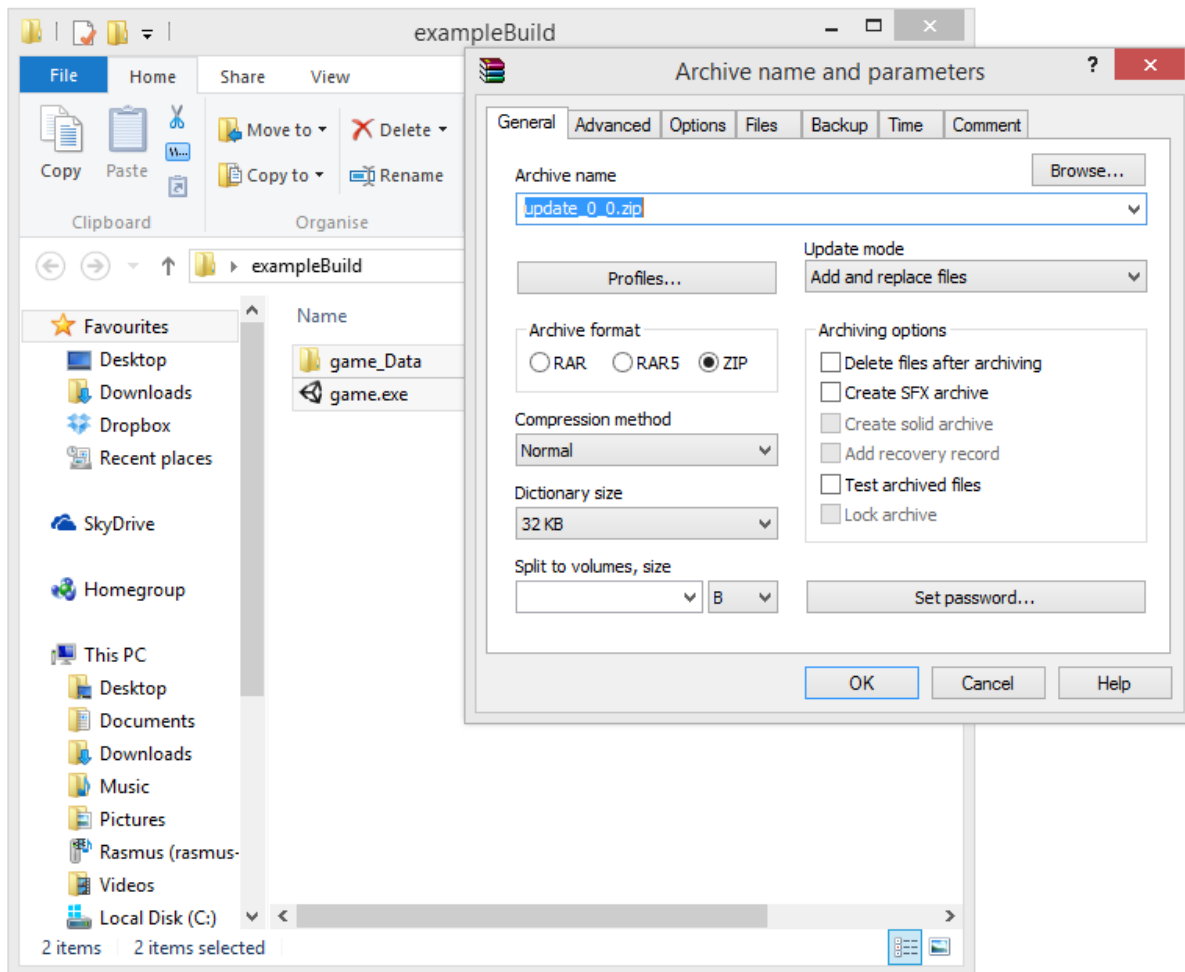 exampleBuild
File Home Share View
Copy Paste Move to Delete
Copy to Rename
Clipboard Organise
exampleBuild
Favourites
Desktop
Downloads
Dropbox
Recent places
SkyDrive
Homegroup
This PC
Desktop
Documents
Downloads
Music
Pictures
Rasmus (rasmus-
Videos
Local Disk (C:)
Name
game_Data
game.exe
2 items 2 items selected
Archive name and parameters
General Advanced Options Files Backup Time Comment
Archive name Browse...
update_0_0.zip
Update mode
Profiles... Add and replace files
Archive format
RAR RAR5 ZIP
Compression method
Normal
Dictionary size
32 KB
Split to volumes, size
B
Archiving options
Delete files after archiving
Create SFX archive
Create solid archive
Add recovery record
Test archived files
Lock archive
Set password...
OK Cancel Help